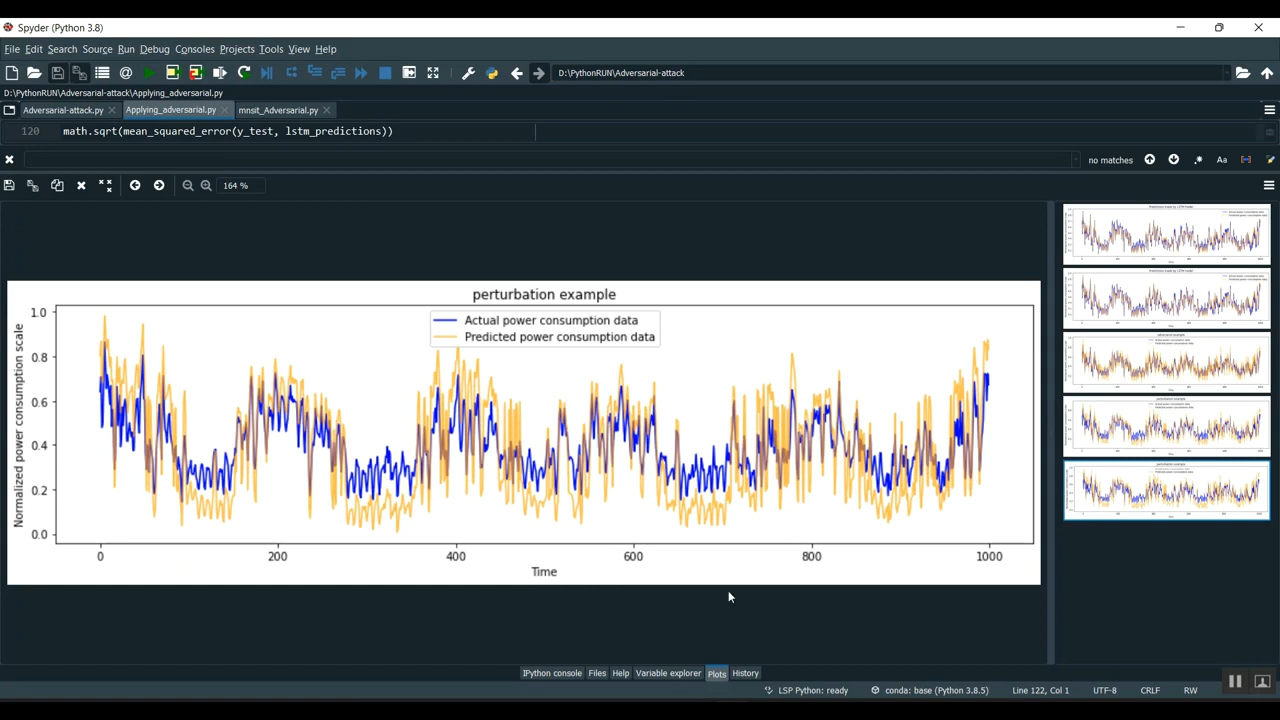 Spyder (Python 3.8)
File Edit Search Source Run Debug Consoles Projects Tools View Help
D:\PythonRUN\Adversarial-attack
D:\PythonRUN\Adversarial-attack\Applying_adversarial.py
Adversarial-attack.py Applying_adversarial.py mnsit_Adversarial.py
120 math.sqrt(mean_squared_error(y_test, lstm_predictions))
no matches Aa
164 %
perturbation example
Actual power consumption data
Predicted power consumption data
Normalized power consumption scale
1.0
0.8
0.6
0.4
0.2
0.0
0 200 400 600 800 1000
Time
IPython console Files Help Variable explorer Plots History
LSP Python: ready conda: base (Python 3.8.5) Line 122, Col 1 UTF-8 CRLF RW